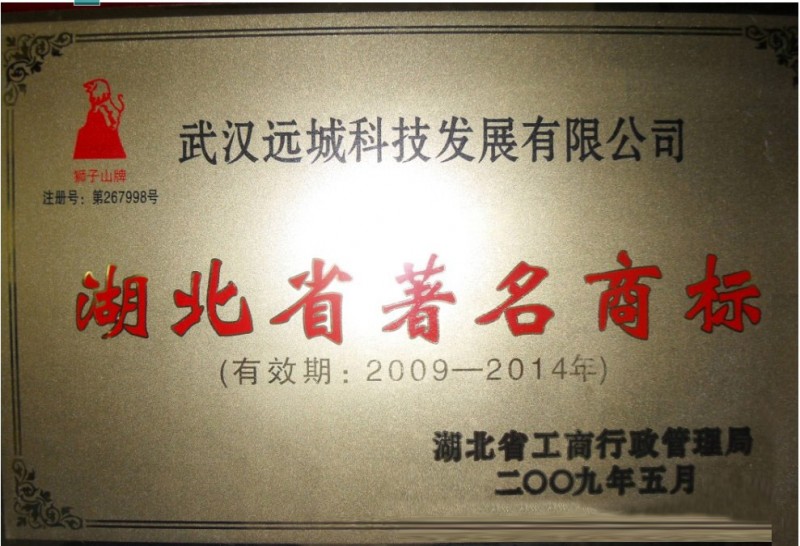 武汉远城科技发展有限公司
狮子山牌
注册号：第267998号
湖北省著名商标
(有效期：2009—2014年)
湖北省工商行政管理局
二〇〇九年五月